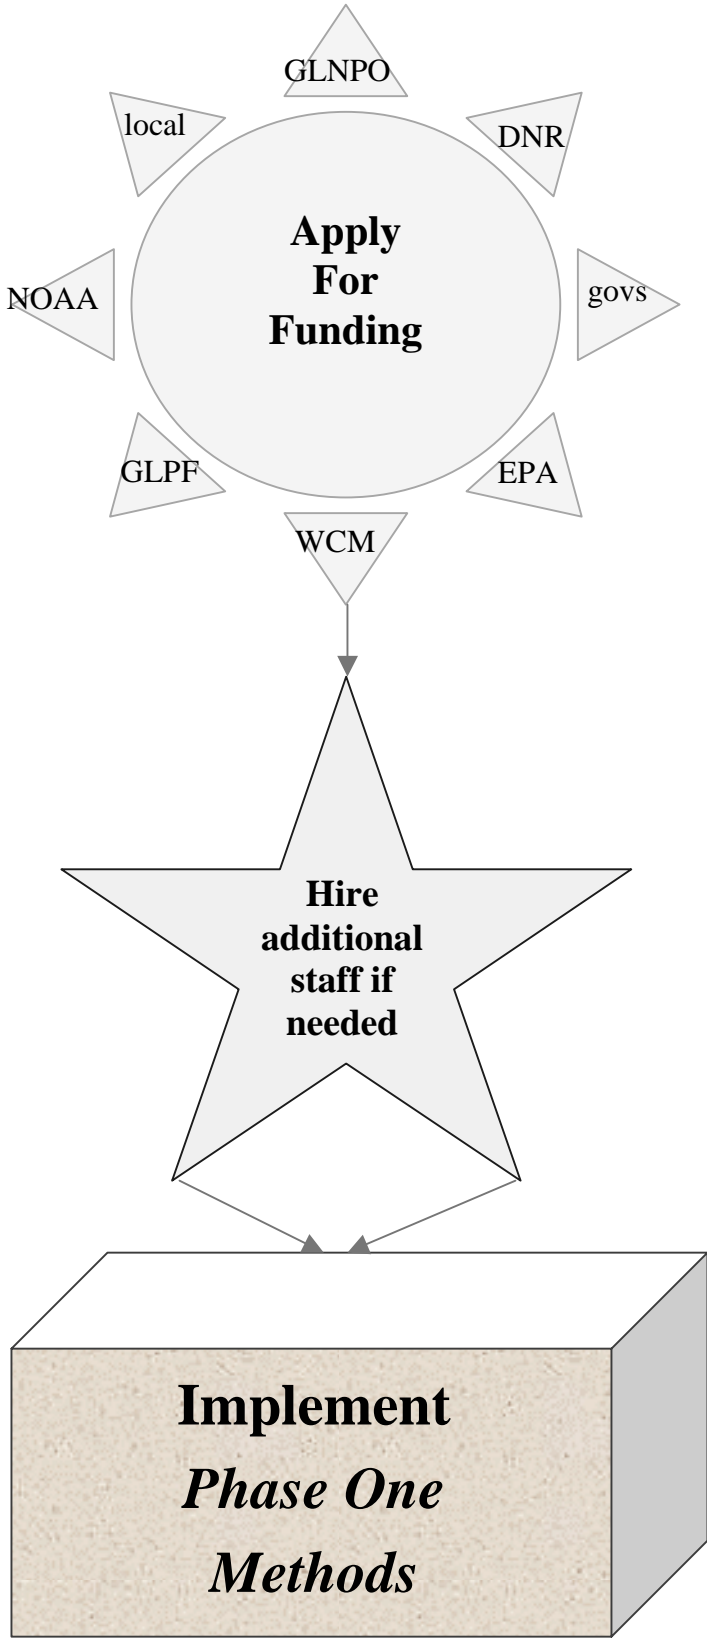 GLNPO
local
DNR
Apply
For
Funding
NOAA
govs
GLPF
EPA
WCM
Hire
additional
staff if
needed
Implement
Phase One
Methods